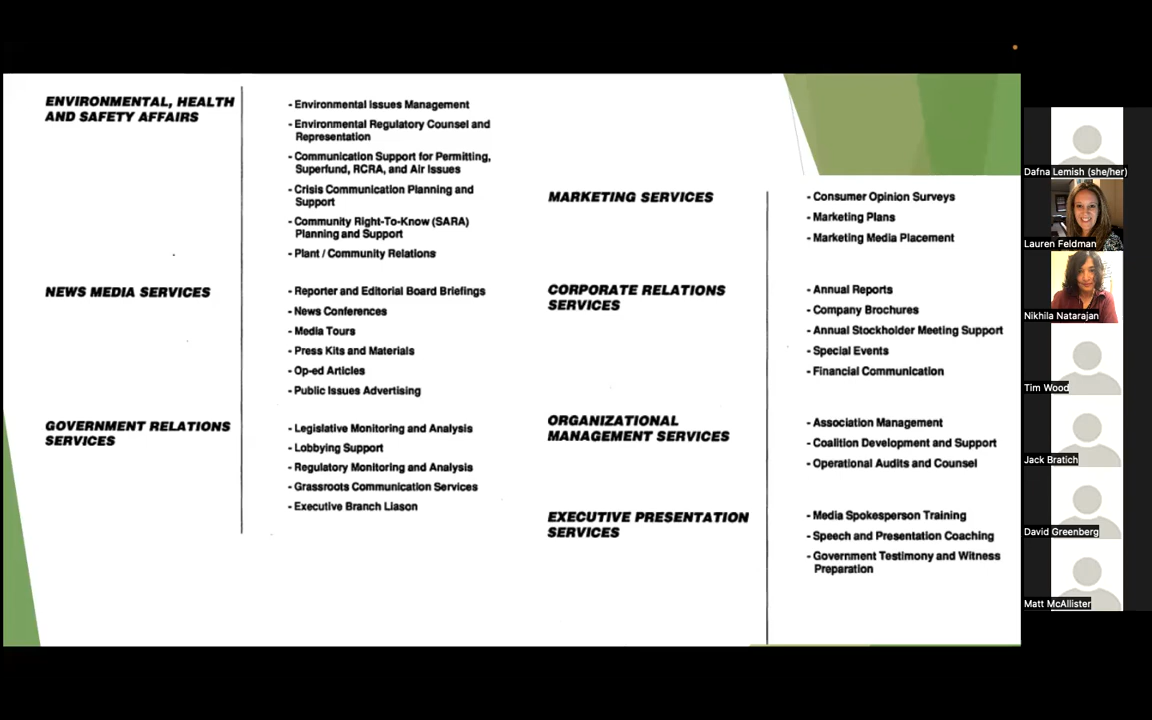 ENVIRONMENTAL, HEALTH
AND SAFETY AFFAIRS
- Environmental Issues Management
- Environmental Regulatory Counsel and
Representation
- Communication Support for Permitting,
Superfund, RCRA, and Air Issues
- Crisis Communication Planning and
Support
- Community Right-To-Know (SARA)
Planning and Support
- Plant / Community Relations
NEWS MEDIA SERVICES
- Reporter and Editorial Board Briefings
- News Conferences
- Media Tours
- Press Kits and Materials
- Op-ed Articles
- Public Issues Advertising
GOVERNMENT RELATIONS
SERVICES
- Legislative Monitoring and Analysis
- Lobbying Support
- Regulatory Monitoring and Analysis
- Grassroots Communication Services
- Executive Branch Liason
MARKETING SERVICES
- Consumer Opinion Surveys
- Marketing Plans
- Marketing Media Placement
CORPORATE RELATIONS
SERVICES
- Annual Reports
- Company Brochures
- Annual Stockholder Meeting Support
- Special Events
- Financial Communication
ORGANIZATIONAL
MANAGEMENT SERVICES
- Association Management
- Coalition Development and Support
- Operational Audits and Counsel
EXECUTIVE PRESENTATION
SERVICES
- Media Spokesperson Training
- Speech and Presentation Coaching
- Government Testimony and Witness
Preparation
Dafna Lemish (she/her)
Lauren Feldman
Nikhila Natarajan
Tim Wood
Jack Bratich
David Greenberg
Matt McAllister